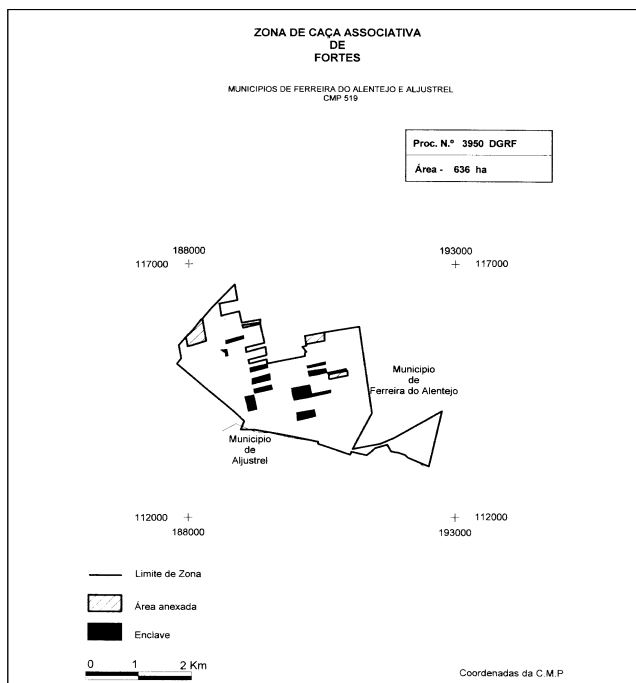 ZONA DE CAÇA ASSOCIATIVA
DE
FORTES
MUNICIPIOS DE FERREIRA DO ALENTEJO E ALJUSTREL
CMP 519
Proc. N.º 3950 DGRF
Área - 636 ha
188000
117000
193000
117000
Municipio
de
Ferreira do Alentejo
Municipio
de
Aljustrel
112000
188000
112000
193000
Limite de Zona
Área anexada
Enclave
0 1 2 Km
Coordenadas da C.M.P